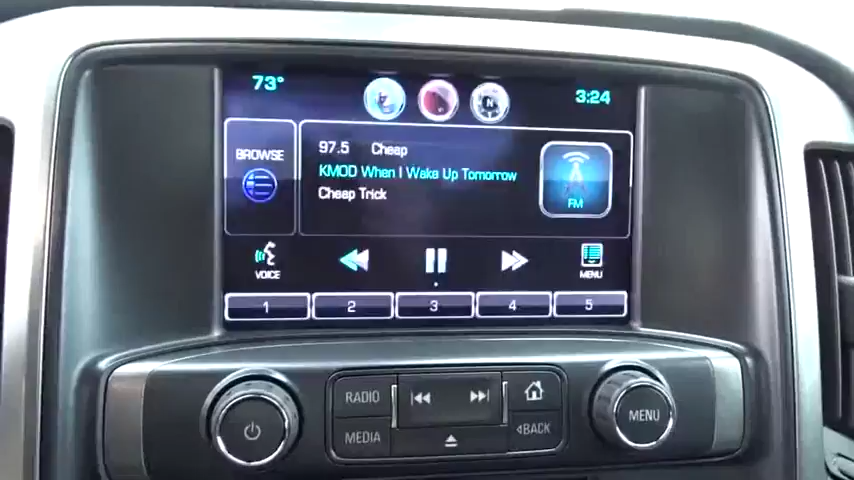 73°
3:24
N
BROWSE
97.5 Cheap
KMOD When I Wake Up Tomorrow
Cheap Trick
FM
VOICE
MENU
1 2 3 4 5
RADIO
MEDIA
BACK
MENU